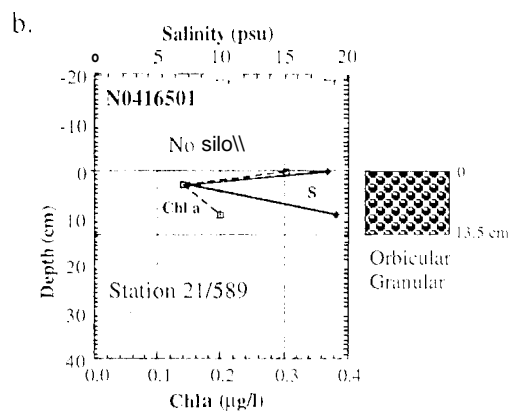 b.
Salinity (psu)
0 5 10 15 20
-20
N0416501
-10
No silo\\
0
S
Chl a
10
20
Station 21/589
30
40
Depth (cm)
0.0 0.1 0.2 0.3 0.4
Chla (µg/l)
0
13.5 cm
Orbicular
Granular